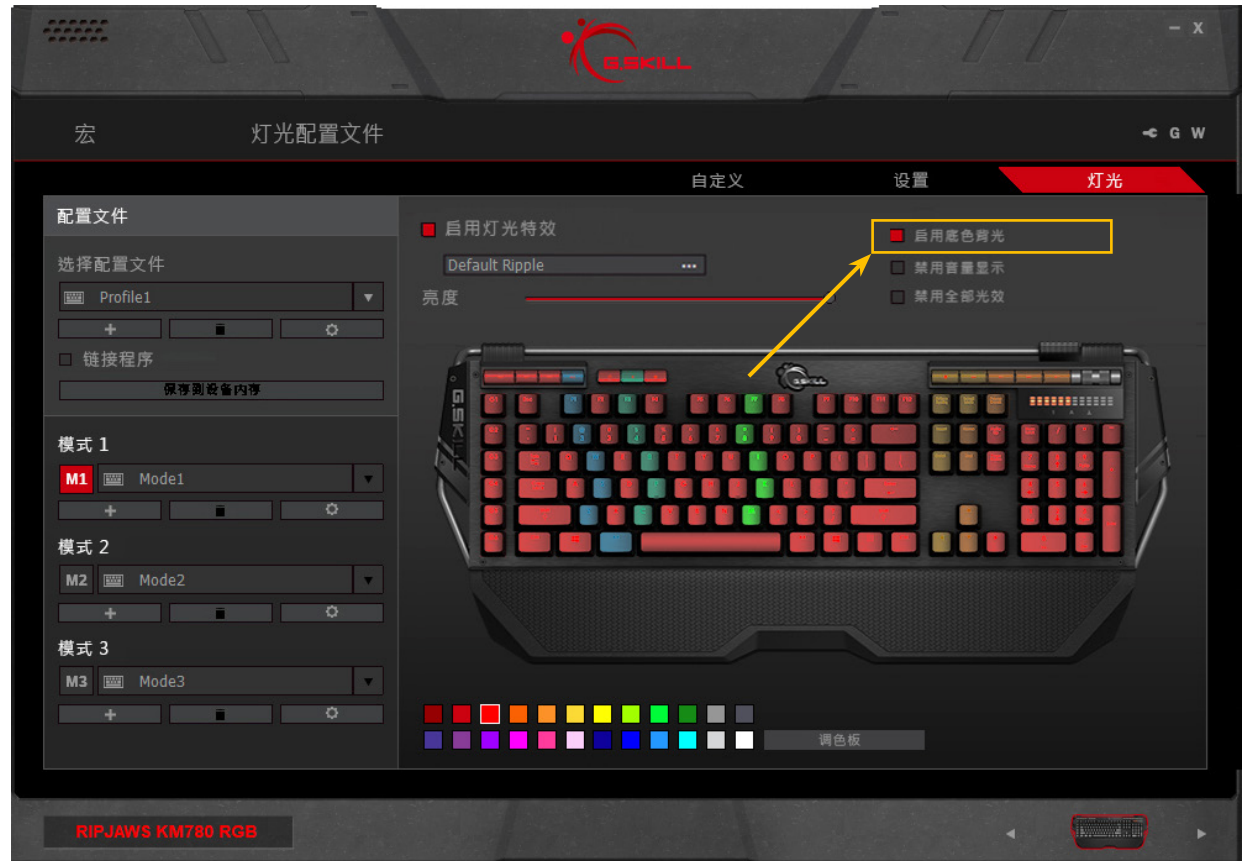 G.SKILL
- X
宏 灯光配置文件 G W
自定义 设置 灯光
配置文件
选择配置文件
Profile1
链接程序
保存到设备内存
模式 1
M1 Mode1
模式 2
M2 Mode2
模式 3
M3 Mode3
启用灯光特效
Default Ripple ...
亮度
启用底色背光
禁用音量显示
禁用全部光效
G.SKILL
G.SKILL
调色板
RIPJAWS KM780 RGB